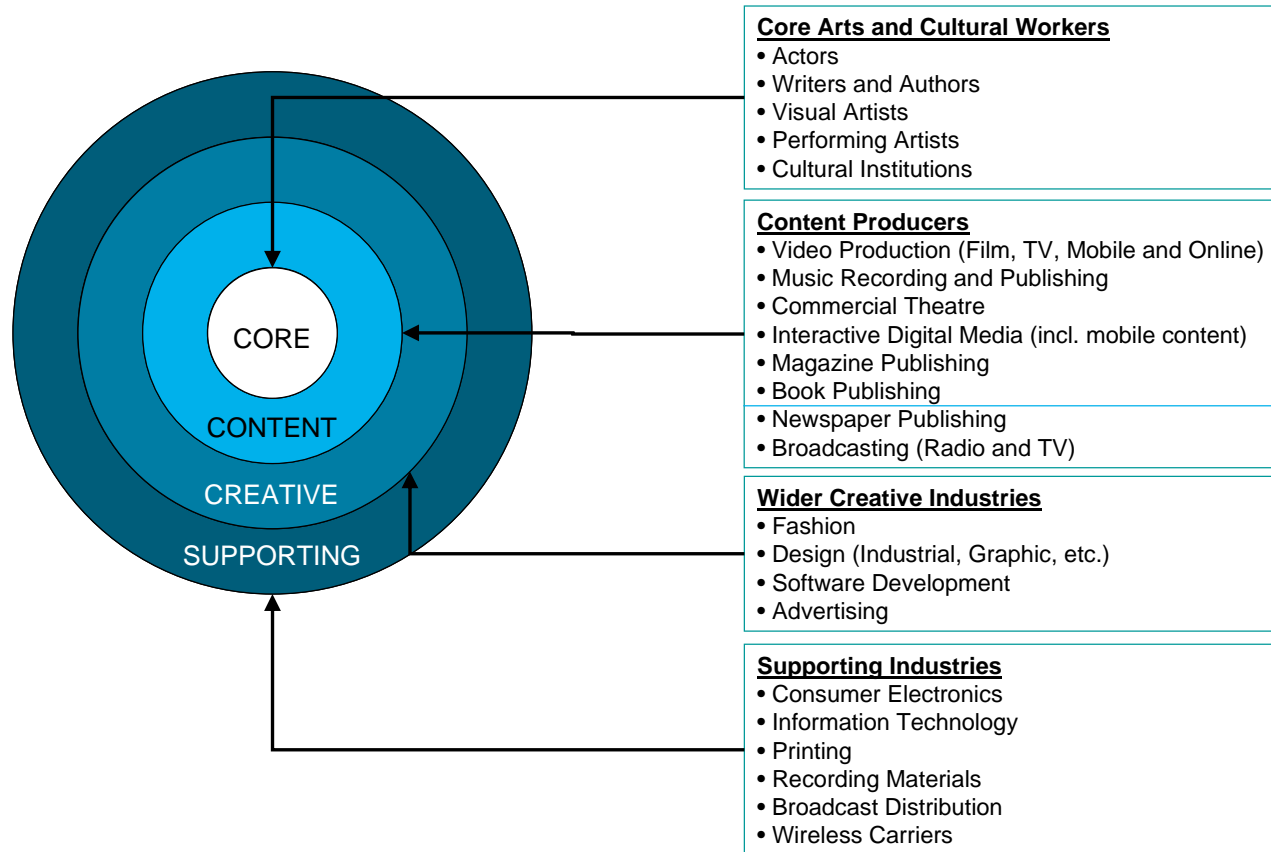 CORE
CONTENT
CREATIVE
SUPPORTING
Core Arts and Cultural Workers
• Actors
• Writers and Authors
• Visual Artists
• Performing Artists
• Cultural Institutions
Content Producers
• Video Production (Film, TV, Mobile and Online)
• Music Recording and Publishing
• Commercial Theatre
• Interactive Digital Media (incl. mobile content)
• Magazine Publishing
• Book Publishing
• Newspaper Publishing
• Broadcasting (Radio and TV)
Wider Creative Industries
• Fashion
• Design (Industrial, Graphic, etc.)
• Software Development
• Advertising
Supporting Industries
• Consumer Electronics
• Information Technology
• Printing
• Recording Materials
• Broadcast Distribution
• Wireless Carriers